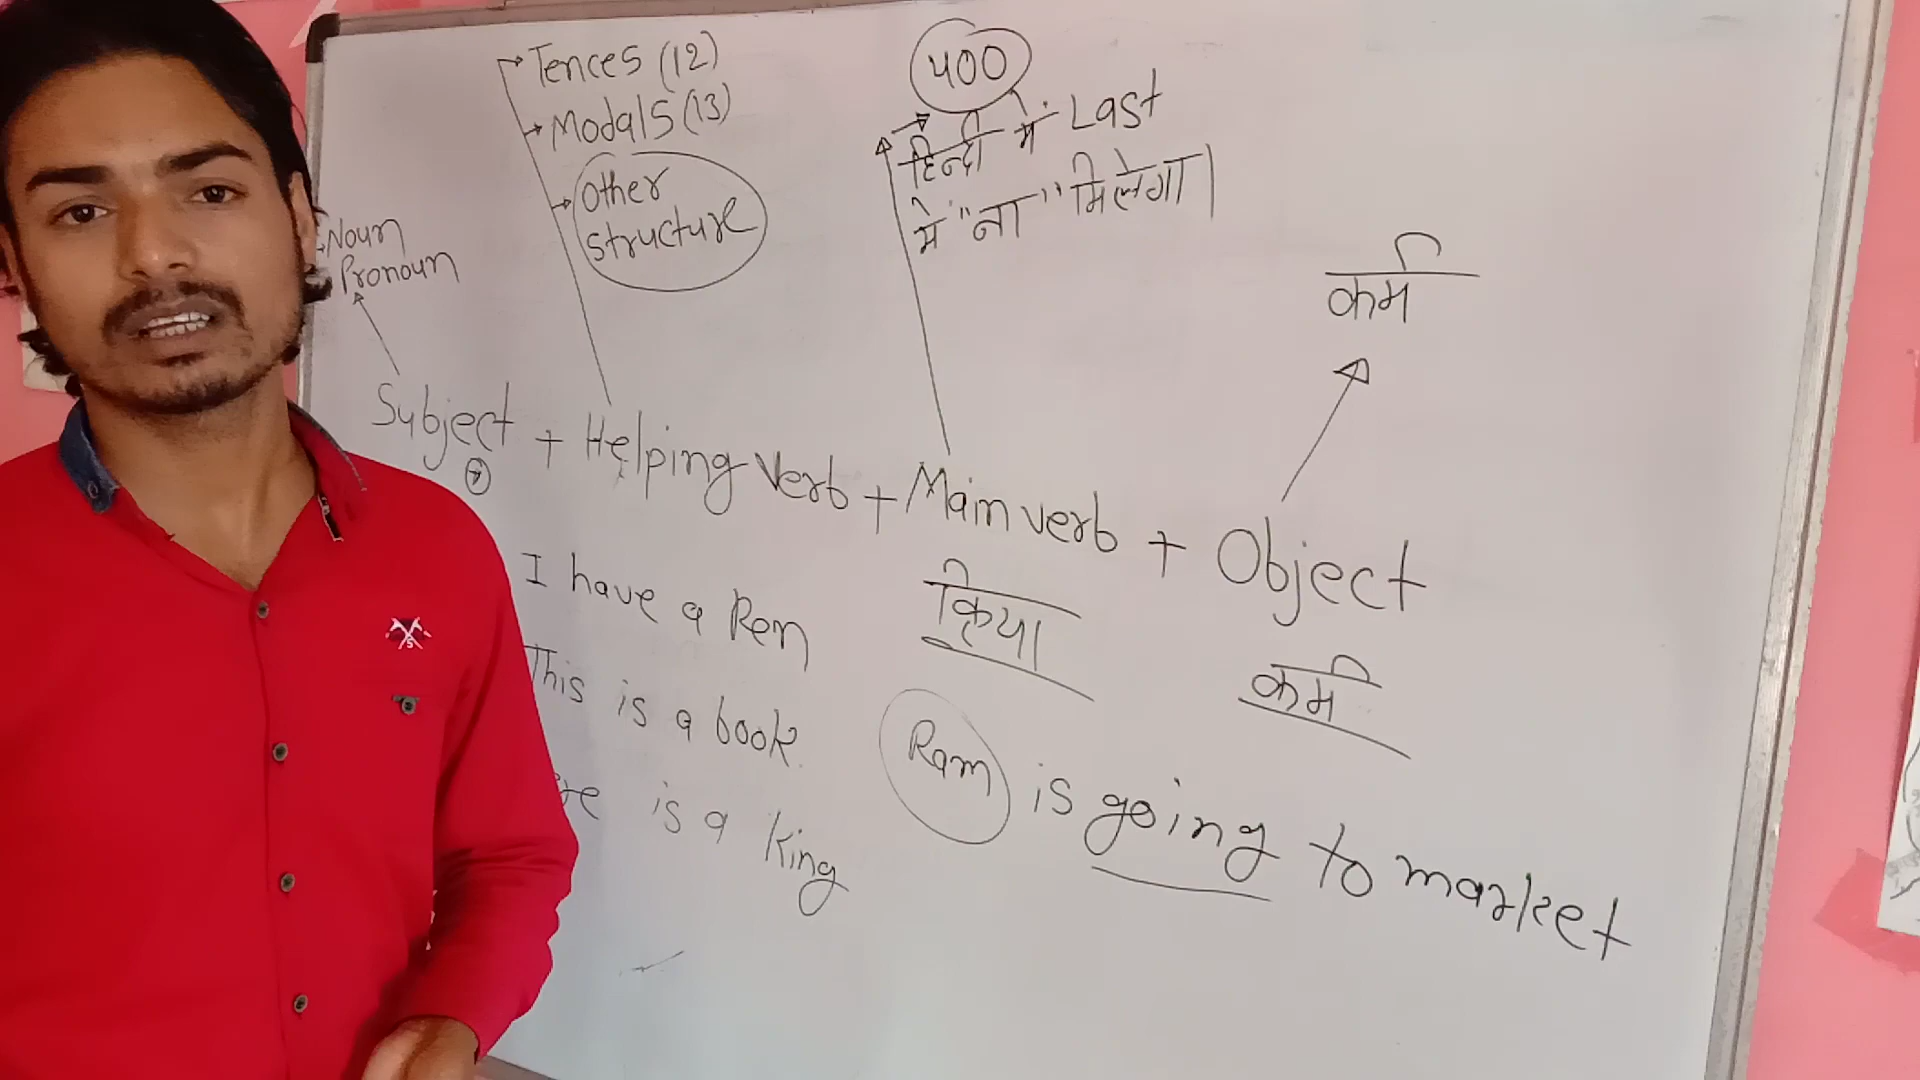 Tences (12)
Modals (13)
Other
structure
Noun
Pronoun
400
हिन्दी में Last
में "ना" मिलेगा।
कर्म
Subject + Helping Verb + Main verb + Object
क्रिया
कर्म
I have a Pen
This is a book.
is a King
Ram is going to market